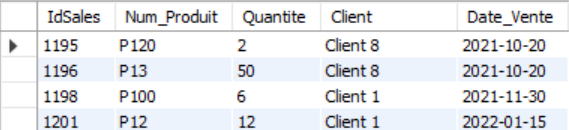 IdSales Num_Produit Quantite Client Date_Vente
1195 P120 2 Client 8 2021-10-20
1196 P13 50 Client 8 2021-10-20
1198 P100 6 Client 1 2021-11-30
1201 P12 12 Client 1 2022-01-15